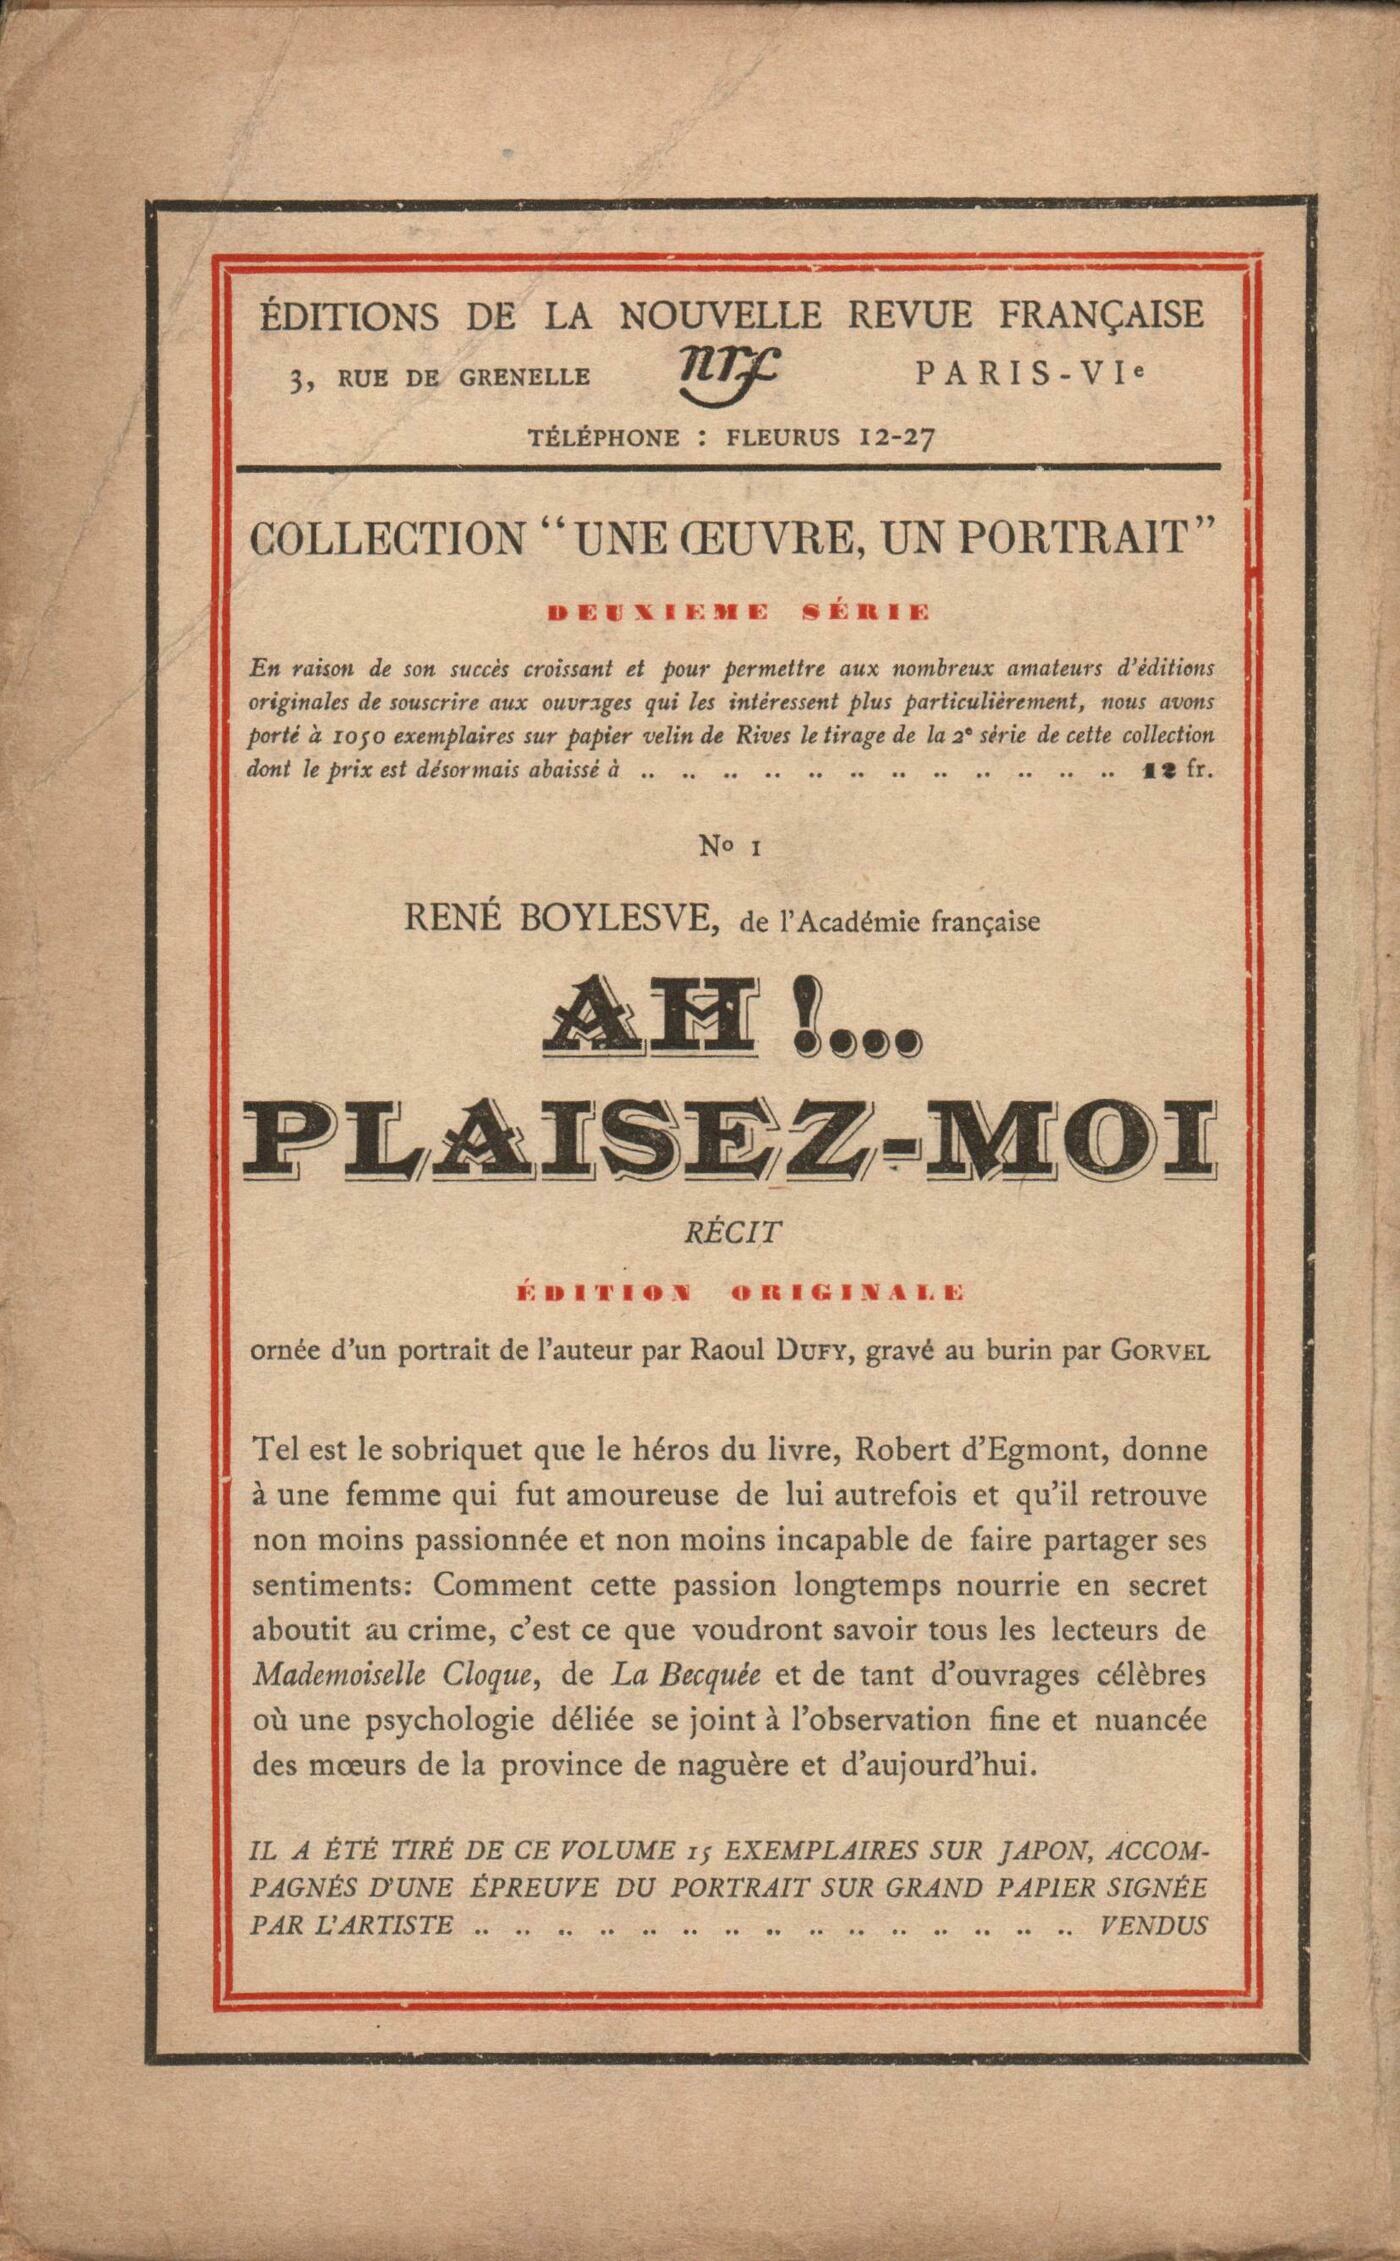 ÉDITIONS DE LA NOUVELLE REVUE FRANÇAISE
3, RUE DE GRENELLE nrf PARIS-VIe
TÉLÉPHONE : FLEURUS 12-27
COLLECTION “UNE ŒUVRE, UN PORTRAIT”
DEUXIEME SÉRIE
En raison de son succès croissant et pour permettre aux nombreux amateurs d’éditions
originales de souscrire aux ouvrages qui les intéressent plus particulièrement, nous avons
porté à 1050 exemplaires sur papier velin de Rives le tirage de la 2e série de cette collection
dont le prix est désormais abaissé à .. .. .. .. .. .. .. .. .. .. .. .. 12 fr.
No 1
RENÉ BOYLESVE, de l’Académie française
AH !...
PLAISEZ-MOI
RÉCIT
ÉDITION ORIGINALE
ornée d’un portrait de l’auteur par Raoul DUFY, gravé au burin par GORVEL
Tel est le sobriquet que le héros du livre, Robert d’Egmont, donne
à une femme qui fut amoureuse de lui autrefois et qu’il retrouve
non moins passionnée et non moins incapable de faire partager ses
sentiments: Comment cette passion longtemps nourrie en secret
aboutit au crime, c’est ce que voudront savoir tous les lecteurs de
Mademoiselle Cloque, de La Becquée et de tant d’ouvrages célèbres
où une psychologie déliée se joint à l’observation fine et nuancée
des mœurs de la province de naguère et d’aujourd’hui.
IL A ÉTÉ TIRÉ DE CE VOLUME 15 EXEMPLAIRES SUR JAPON, ACCOM-
PAGNÉS D’UNE ÉPREUVE DU PORTRAIT SUR GRAND PAPIER SIGNÉE
PAR L’ARTISTE .. .. .. .. .. .. .. .. .. .. .. .. .. .. .. VENDUS